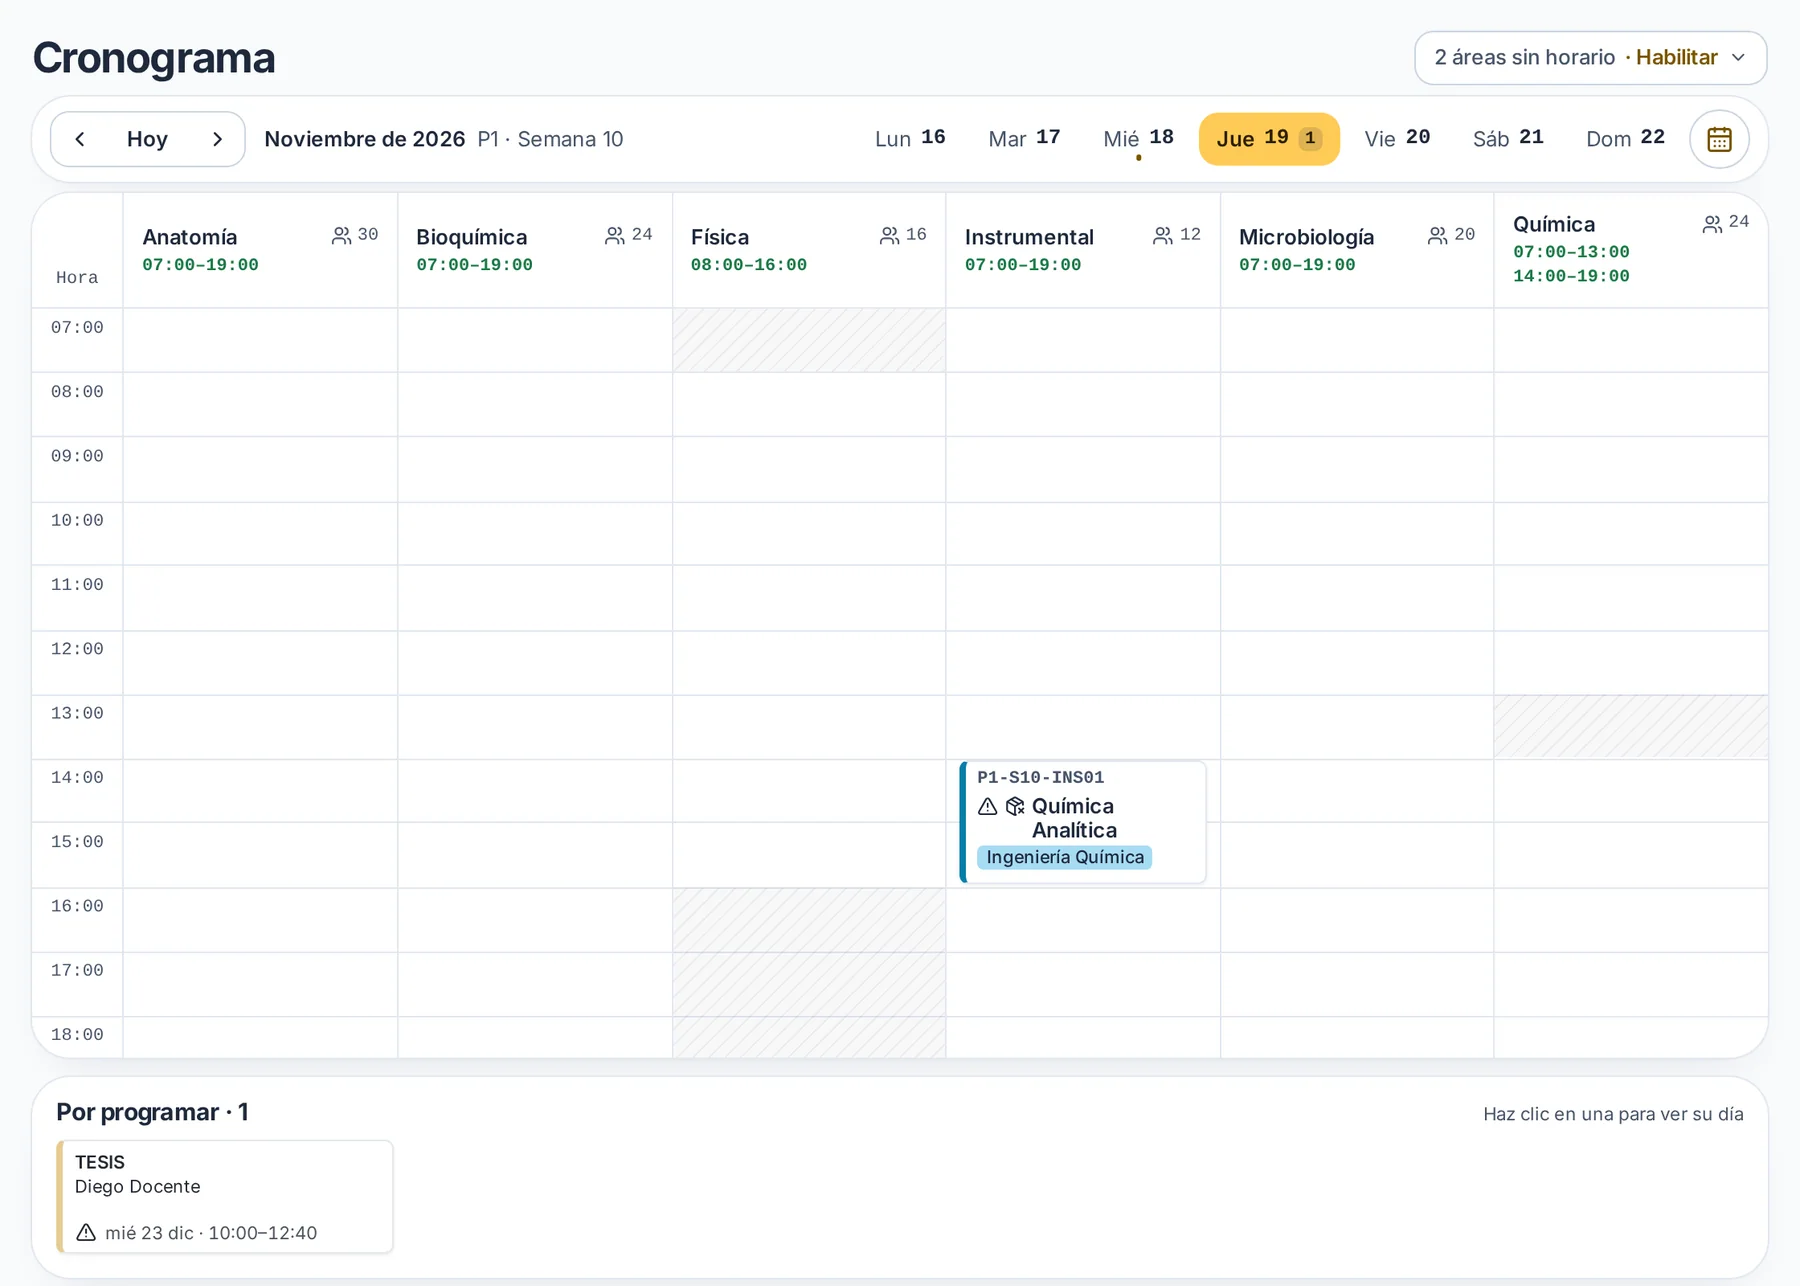 Cronograma
2 áreas sin horario · Habilitar
Hoy
Noviembre de 2026 P1 · Semana 10
Lun 16 Mar 17 Mié 18 Jue 19 1 Vie 20 Sáb 21 Dom 22
Hora
Anatomía 30
07:00–19:00
Bioquímica 24
07:00–19:00
Física 16
08:00–16:00
Instrumental 12
07:00–19:00
Microbiología 20
07:00–19:00
Química 24
07:00–13:00
14:00–19:00
07:00
08:00
09:00
10:00
11:00
12:00
13:00
14:00
15:00
16:00
17:00
18:00
P1-S10-INS01
Química
Analítica
Ingeniería Química
Por programar · 1
Haz clic en una para ver su día
TESIS
Diego Docente
mié 23 dic · 10:00–12:40